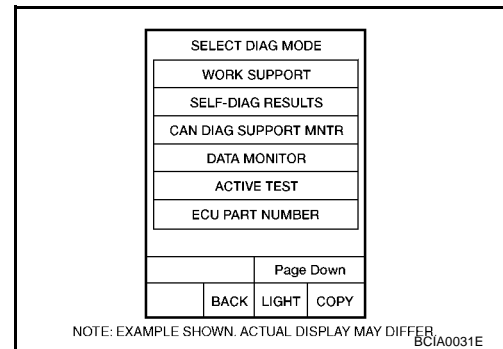 SELECT DIAG MODE
WORK SUPPORT
SELF-DIAG RESULTS
CAN DIAG SUPPORT MNTR
DATA MONITOR
ACTIVE TEST
ECU PART NUMBER
Page Down
BACK LIGHT COPY
NOTE: EXAMPLE SHOWN. ACTUAL DISPLAY MAY DIFFER.
BCIA0031E